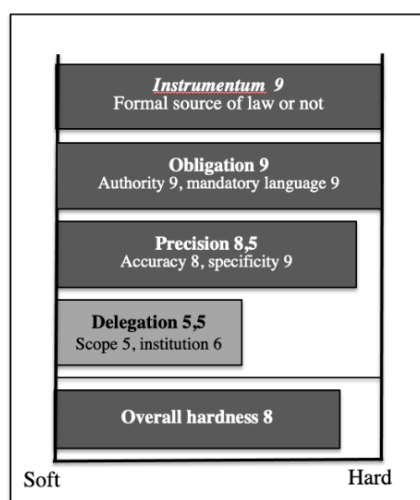 Instrumentum 9
Formal source of law or not
Obligation 9
Authority 9, mandatory language 9
Precision 8,5
Accuracy 8, specificity 9
Delegation 5,5
Scope 5, institution 6
Overall hardness 8
Soft Hard